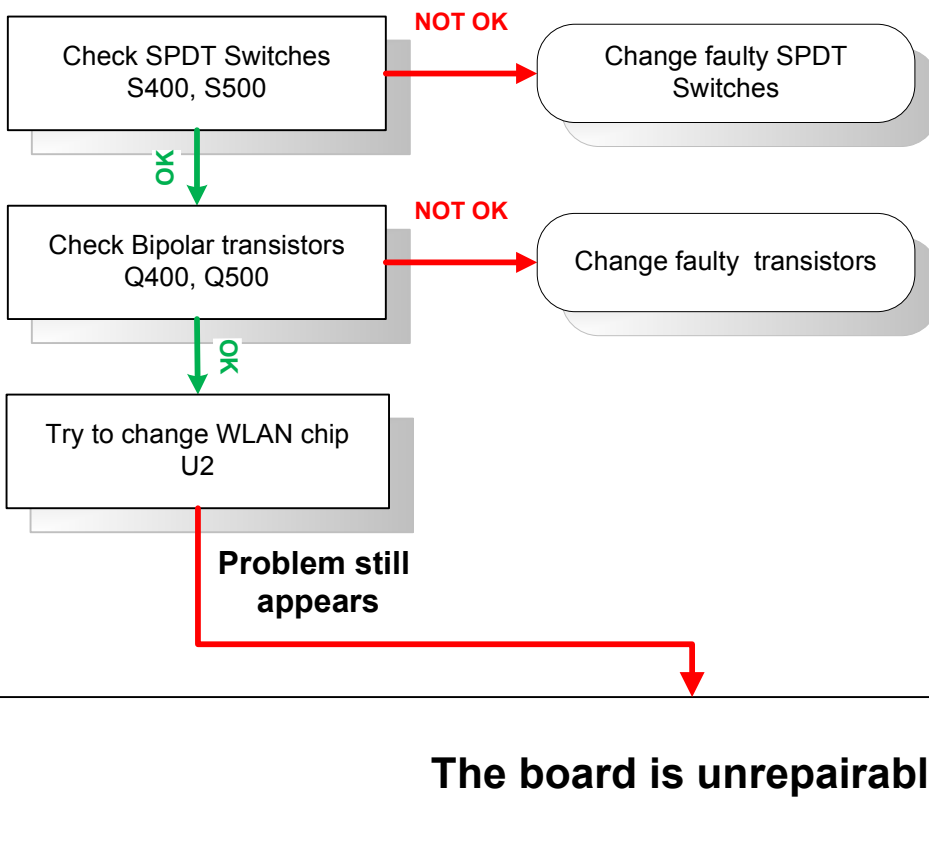 NOT OK
Check SPDT Switches
S400, S500
Change faulty SPDT
Switches
OK
NOT OK
Check Bipolar transistors
Q400, Q500
Change faulty  transistors
OK
Try to change WLAN chip
U2
Problem still
appears
The board is unrepairabl